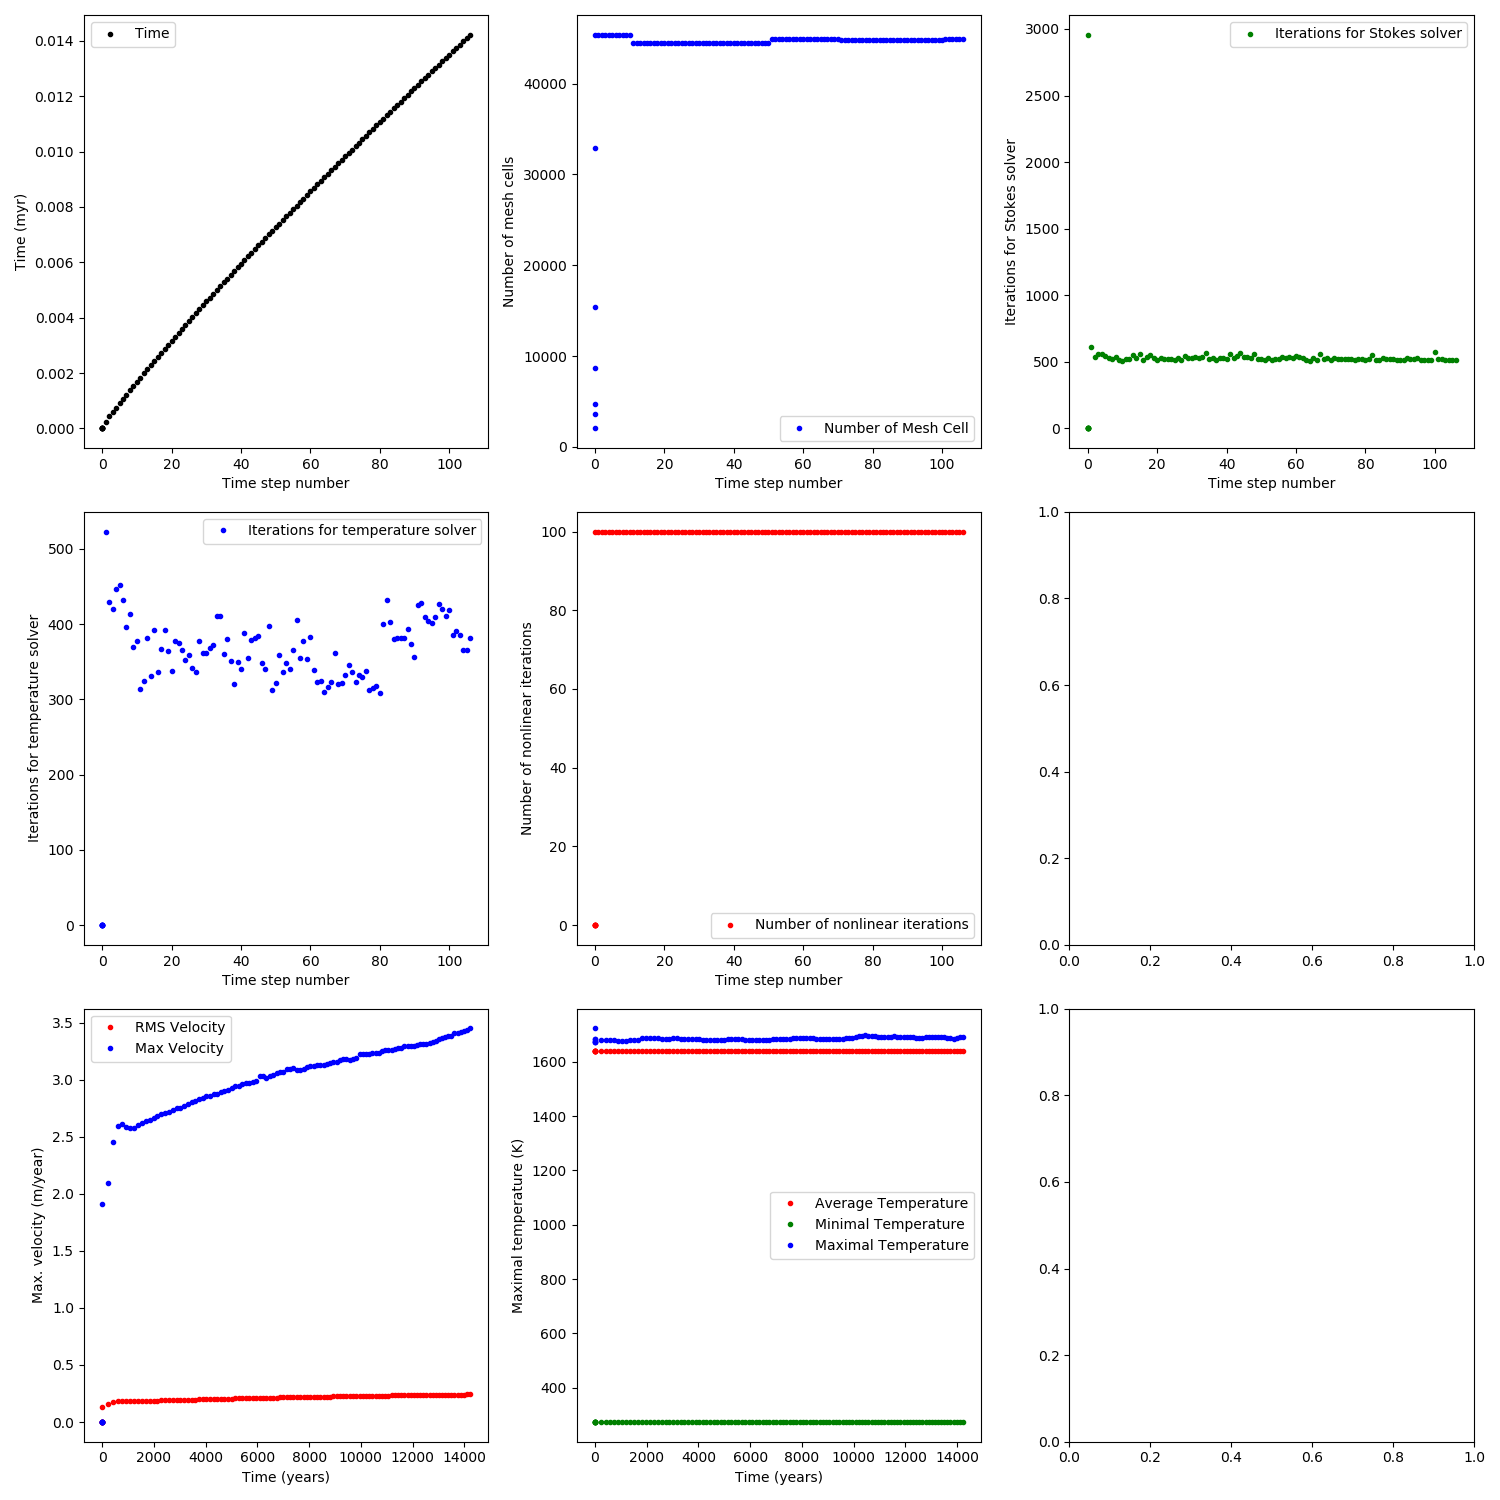 Time
Time (myr)
0.014
0.012
0.010
0.008
0.006
0.004
0.002
0.000
0 20 40 60 80 100
Time step number
Number of Mesh Cell
Number of mesh cells
40000
30000
20000
10000
0
0 20 40 60 80 100
Time step number
Iterations for Stokes solver
Iterations for Stokes solver
3000
2500
2000
1500
1000
500
0
0 20 40 60 80 100
Time step number
Iterations for temperature solver
Iterations for temperature solver
500
400
300
200
100
0
0 20 40 60 80 100
Time step number
Number of nonlinear iterations
Number of nonlinear iterations
100
80
60
40
20
0
0 20 40 60 80 100
Time step number
1.0
0.8
0.6
0.4
0.2
0.0
0.0 0.2 0.4 0.6 0.8 1.0
RMS Velocity
Max Velocity
Max. velocity (m/year)
3.5
3.0
2.5
2.0
1.5
1.0
0.5
0.0
0 2000 4000 6000 8000 10000 12000 14000
Time (years)
Average Temperature
Minimal Temperature
Maximal Temperature
Maximal temperature (K)
1600
1400
1200
1000
800
600
400
0 2000 4000 6000 8000 10000 12000 14000
Time (years)
1.0
0.8
0.6
0.4
0.2
0.0
0.0 0.2 0.4 0.6 0.8 1.0